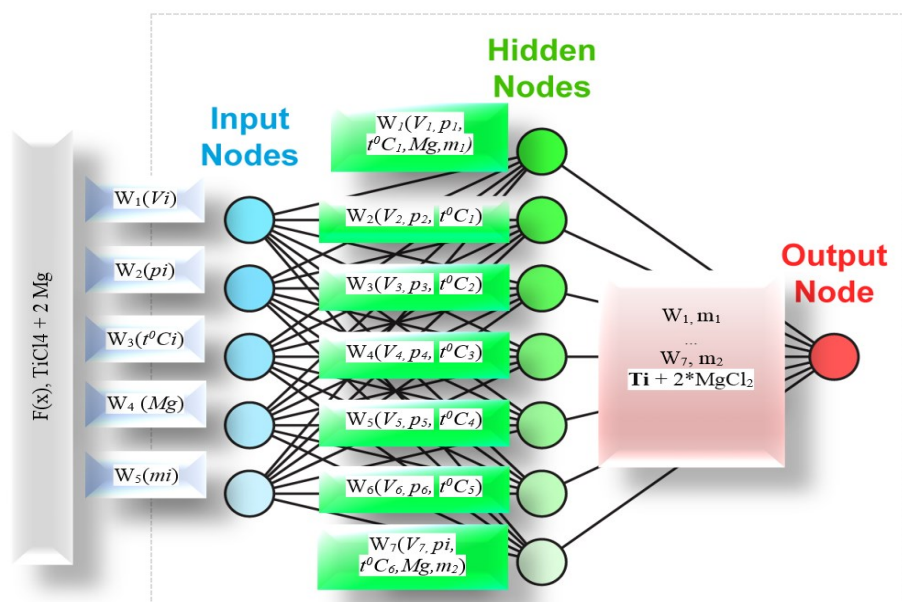 Hidden
Nodes
Input
Nodes
Output
Node
F(x), TiCl4 + 2 Mg
W₁(Vi)
W₂(pi)
W₃(t⁰Ci)
W₄ (Mg)
W₅(mi)
W₁(V₁, p₁,
t⁰C₁,Mg,m₁)
W₂(V₂, p₂, t⁰C₁)
W₃(V₃, p₃, t⁰C₂)
W₄(V₄, p₄, t⁰C₃)
W₅(V₅, p₅, t⁰C₄)
W₆(V₆, p₆, t⁰C₅)
W₇(V₇, pi,
t⁰C₆,Mg,m₂)
W₁, m₁
...
W₇, m₂
Ti + 2*MgCl₂